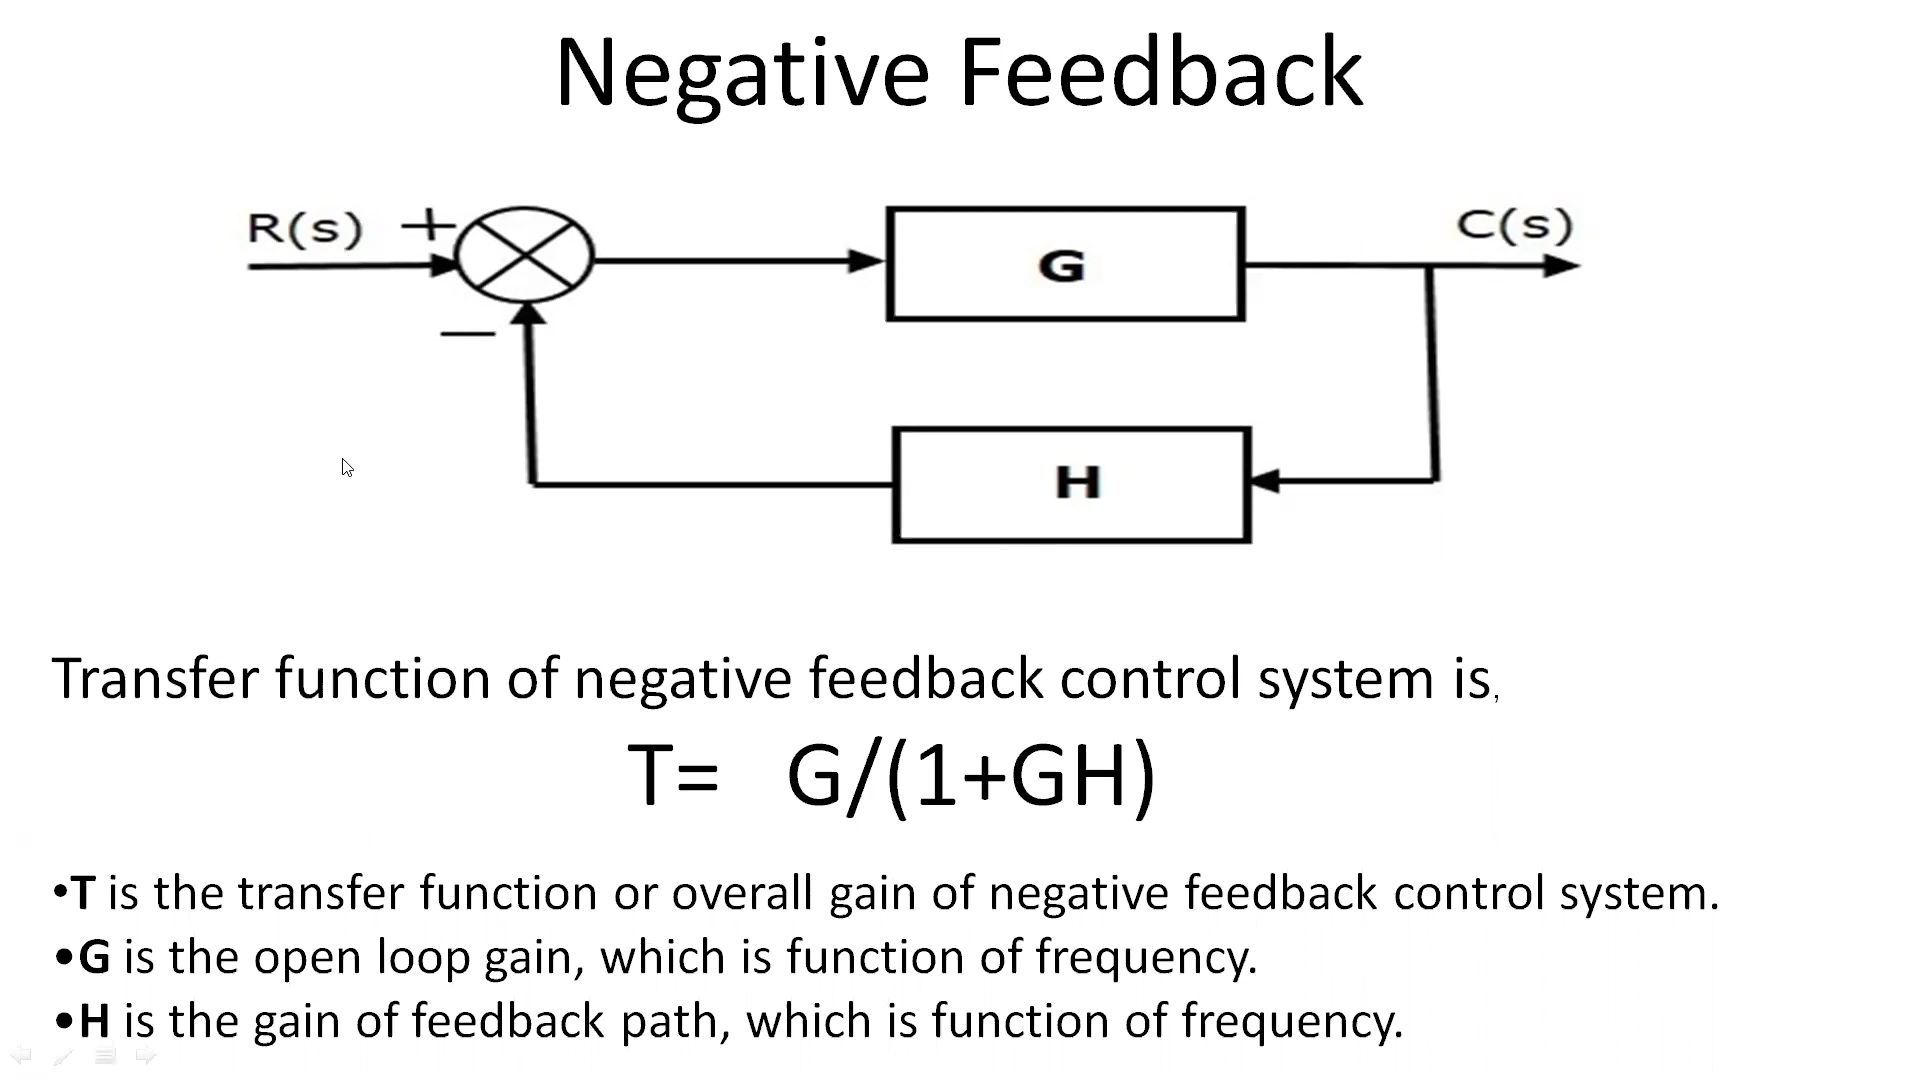 Negative Feedback
R(s) +
C(s)
G
—
H
Transfer function of negative feedback control system is,
T= G/(1+GH)
•T is the transfer function or overall gain of negative feedback control system.
•G is the open loop gain, which is function of frequency.
•H is the gain of feedback path, which is function of frequency.